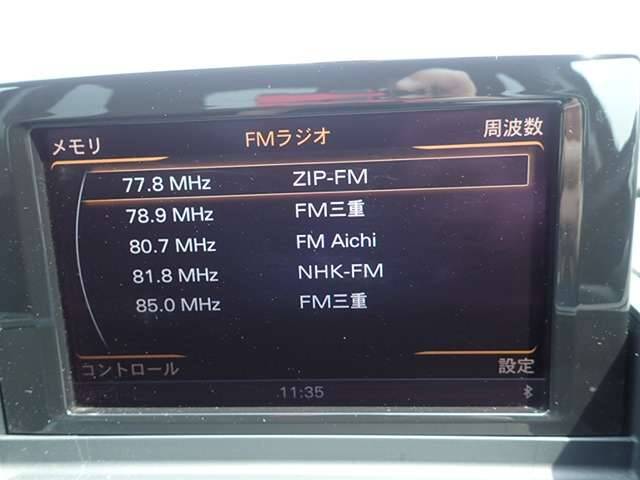 メモリ
FMラジオ
周波数
77.8 MHz ZIP-FM
78.9 MHz FM三重
80.7 MHz FM Aichi
81.8 MHz NHK-FM
85.0 MHz FM三重
コントロール
設定
11:35